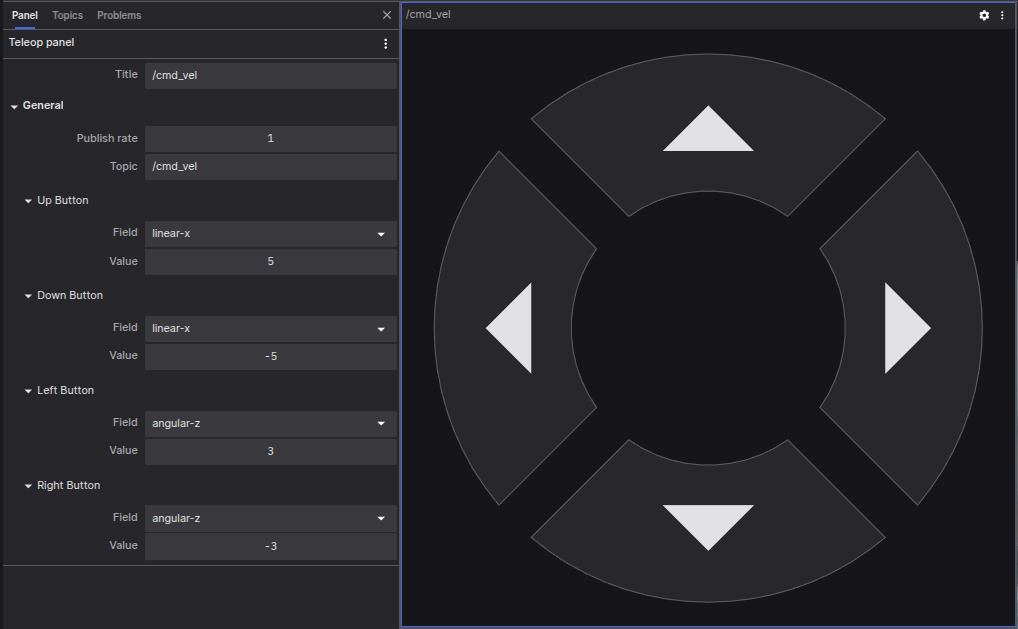 Panel Topics Problems
Teleop panel
Title /cmd_vel
General
Publish rate 1
Topic /cmd_vel
Up Button
Field linear-x
Value 5
Down Button
Field linear-x
Value -5
Left Button
Field angular-z
Value 3
Right Button
Field angular-z
Value -3
/cmd_vel